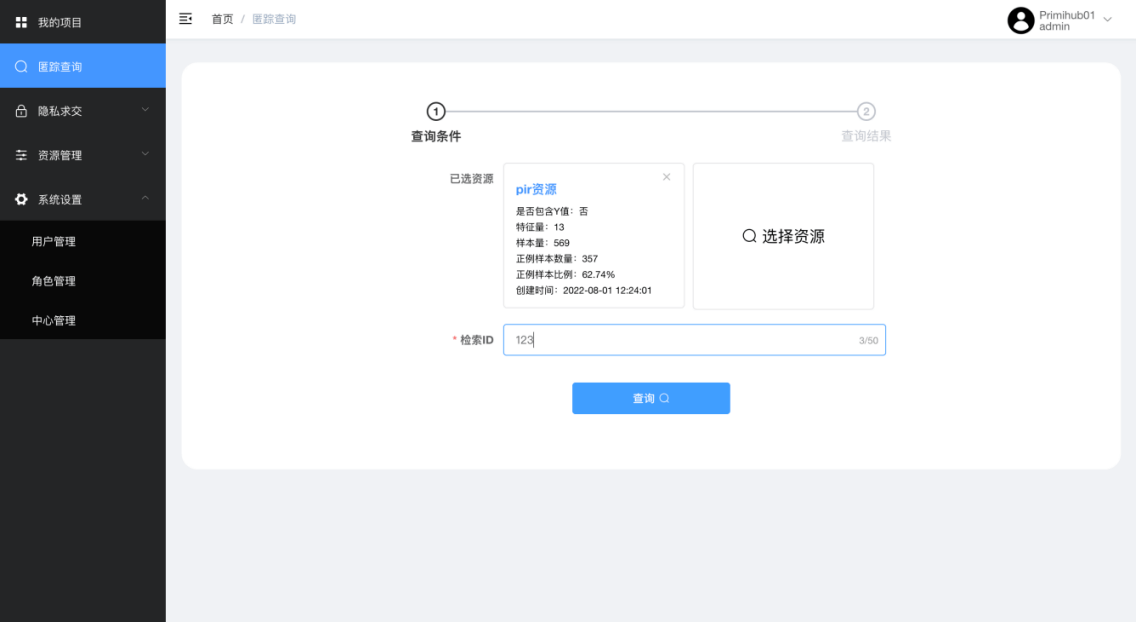 我的项目
匿踪查询
隐私求交
资源管理
系统设置
用户管理
角色管理
中心管理
首页 / 匿踪查询
Primihub01
admin
1
2
查询条件
查询结果
已选资源
pir资源
是否包含Y值：否
特征量：13
样本量：569
正例样本数量：357
正例样本比例：62.74%
创建时间：2022-08-01 12:24:01
选择资源
* 检索ID
123
3/50
查询